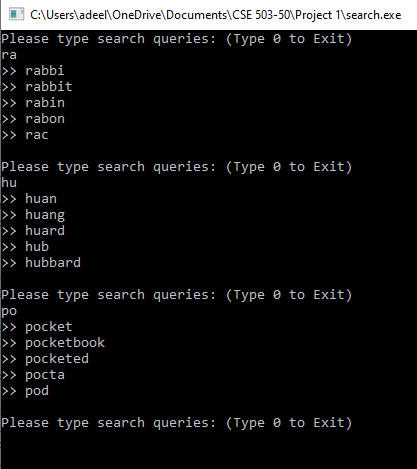 C:\Users\adeel\OneDrive\Documents\CSE 503-50\Project 1\search.exe
Please type search queries: (Type 0 to Exit)
ra
>> rabbi
>> rabbit
>> rabin
>> rabon
>> rac
Please type search queries: (Type 0 to Exit)
hu
>> huan
>> huang
>> huard
>> hub
>> hubbard
Please type search queries: (Type 0 to Exit)
po
>> pocket
>> pocketbook
>> pocketed
>> pocta
>> pod
Please type search queries: (Type 0 to Exit)